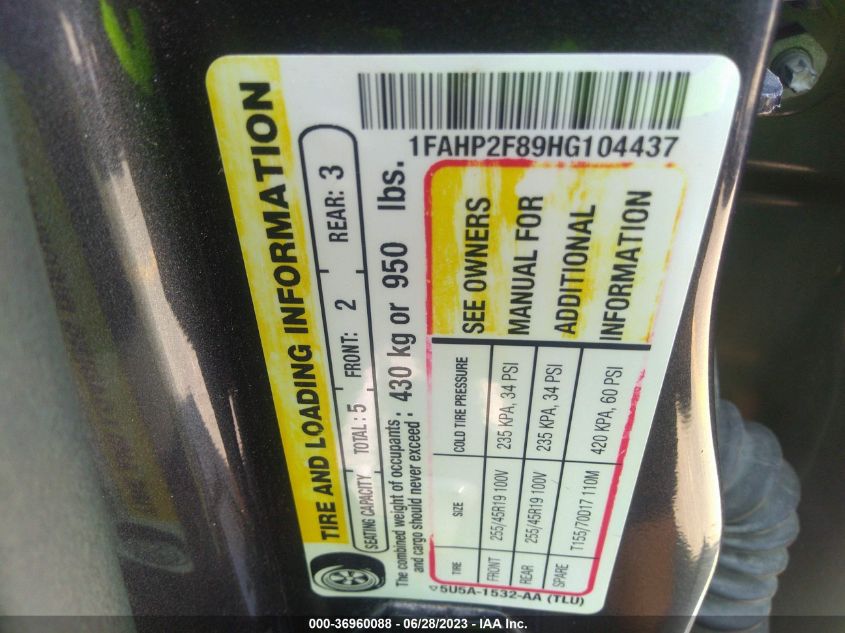 TIRE AND LOADING INFORMATION
SEATING CAPACITY TOTAL: 5 FRONT: 2 REAR: 3
The combined weight of occupants
and cargo should never exceed : 430 kg or 950 lbs.
TIRE SIZE COLD TIRE PRESSURE
FRONT 255/45R19 100V 235 KPA, 34 PSI
REAR 255/45R19 100V 235 KPA, 34 PSI
SPARE T155/70D17 110M 420 KPA, 60 PSI
SEE OWNERS
MANUAL FOR
ADDITIONAL
INFORMATION
5U5A-1532-AA (TLU)
1FAHP2F89HG104437
000-36960088 - 06/28/2023 - IAA Inc.